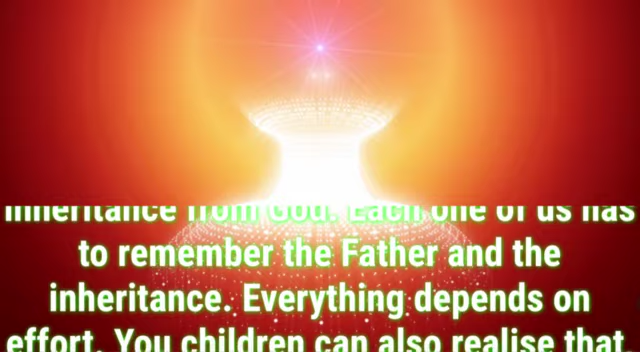 inheritance from God. Each one of us has
to remember the Father and the
inheritance. Everything depends on
effort. You children can also realise that